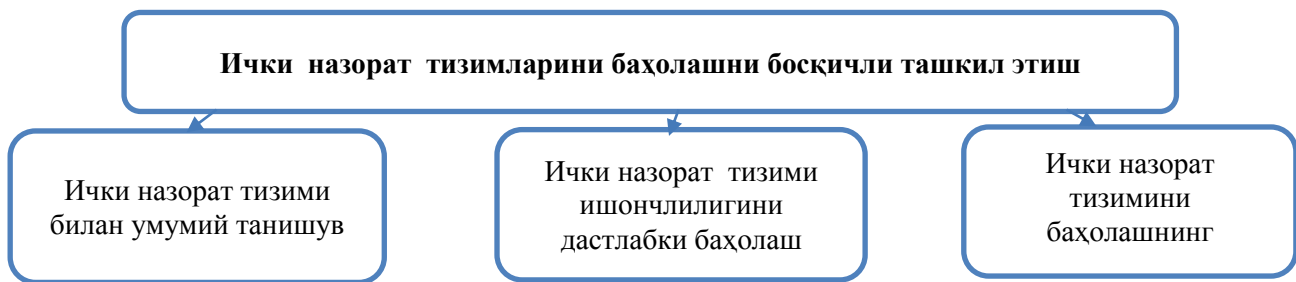 Ички назорат тизимларини баҳолашни босқичли ташкил этиш
Ички назорат тизими
билан умумий танишув
Ички назорат тизими
ишончлилигини
дастлабки баҳолаш
Ички назорат
тизимини
баҳолашнинг